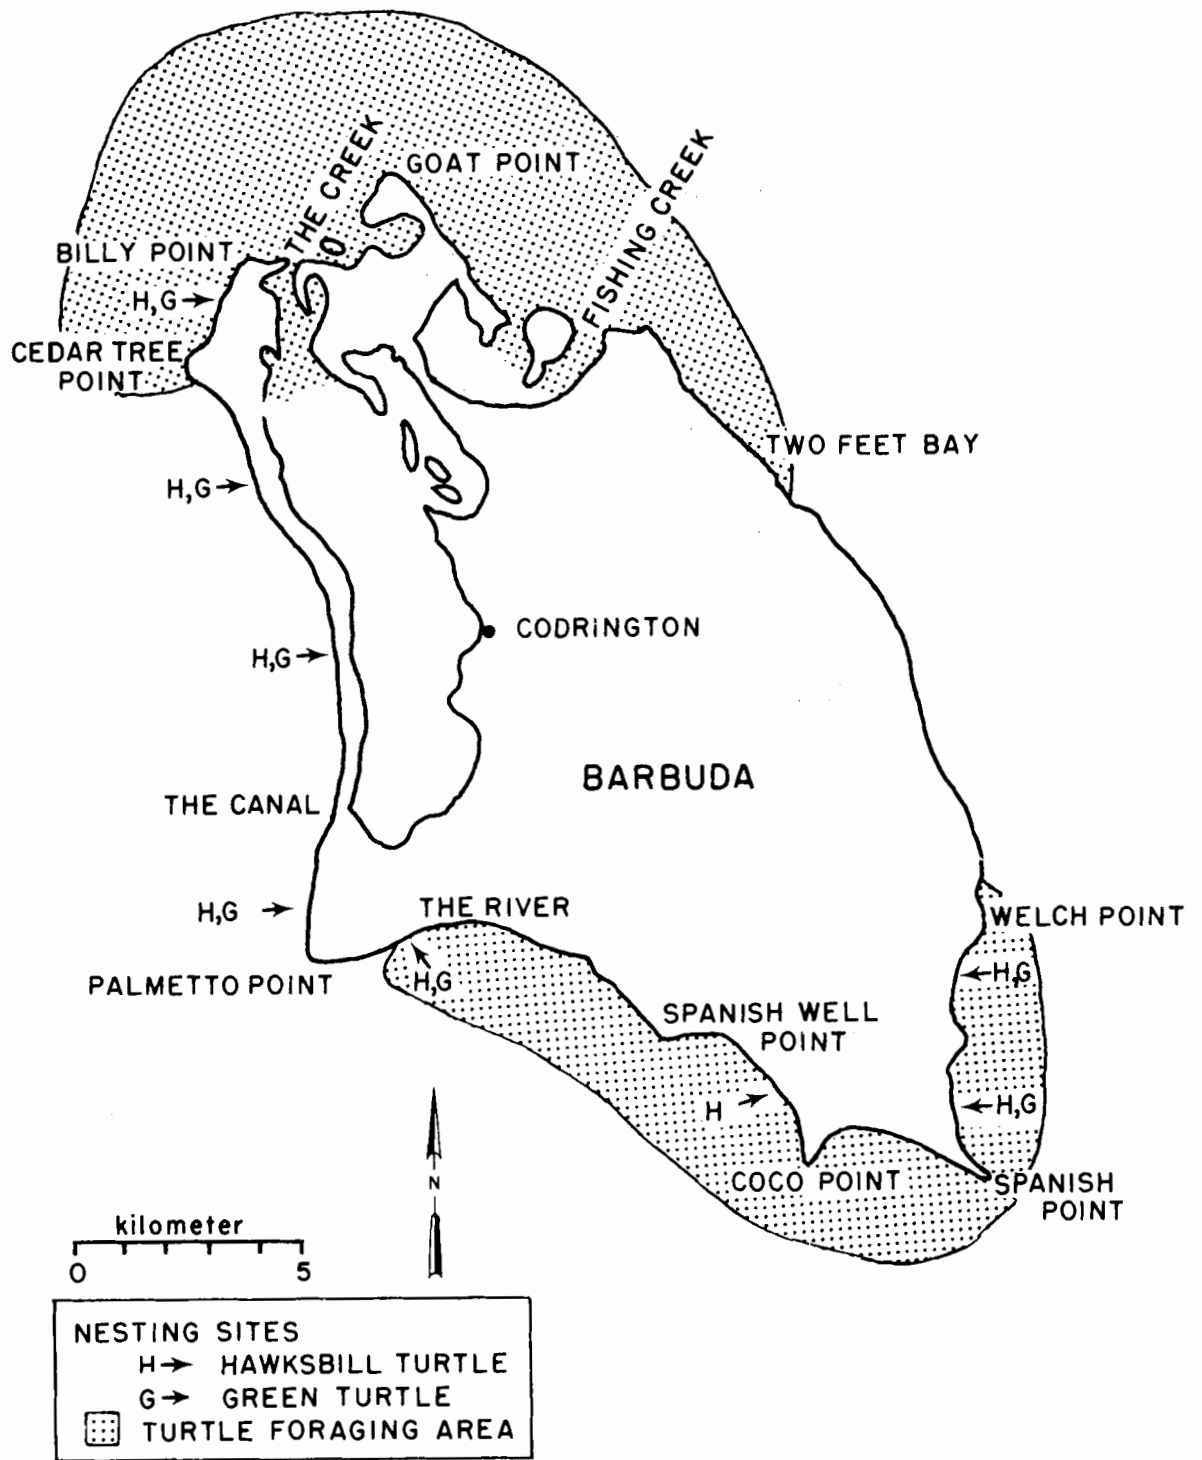 THE CREEK
GOAT POINT
FISHING CREEK
BILLY POINT
H,G→
CEDAR TREE
POINT
TWO FEET BAY
H,G→
CODRINGTON
H,G→
BARBUDA
THE CANAL
H,G →
THE RIVER
WELCH POINT
←H,G
PALMETTO POINT
H,G
SPANISH WELL
POINT
H →
←H,G
COCO POINT
SPANISH
POINT
N
kilometer
0 5
NESTING SITES
H→ HAWKSBILL TURTLE
G→ GREEN TURTLE
TURTLE FORAGING AREA